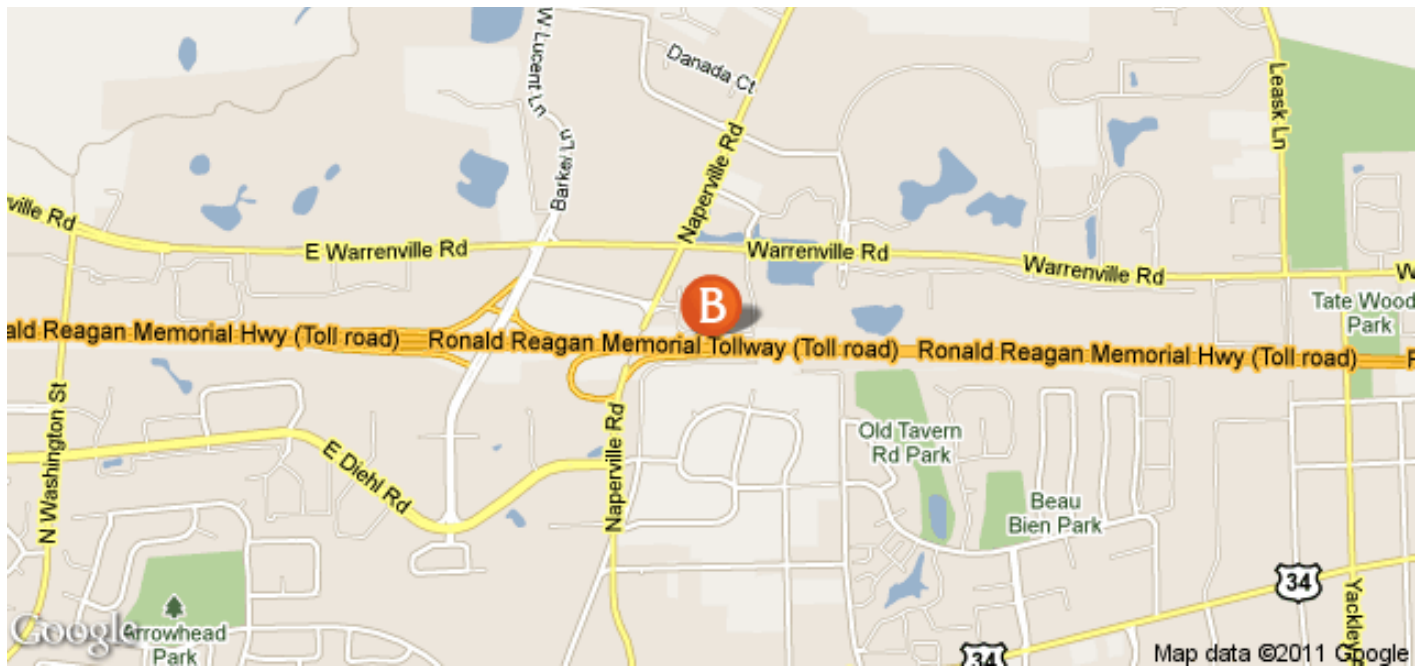 Danada Ct
W Lucent Ln
Barker Ln
Naperville Rd
Leask Ln
ville Rd
E Warrenville Rd
Warrenville Rd
Warrenville Rd
W
B
Tate Wood
Park
ald Reagan Memorial Hwy (Toll road)
Ronald Reagan Memorial Tollway (Toll road)
Ronald Reagan Memorial Hwy (Toll road)
R
N Washington St
E Diehl Rd
Naperville Rd
Old Tavern
Rd Park
Beau
Bien Park
34
Yackley
Google
Arrowhead
Park
34
Map data ©2011 Google